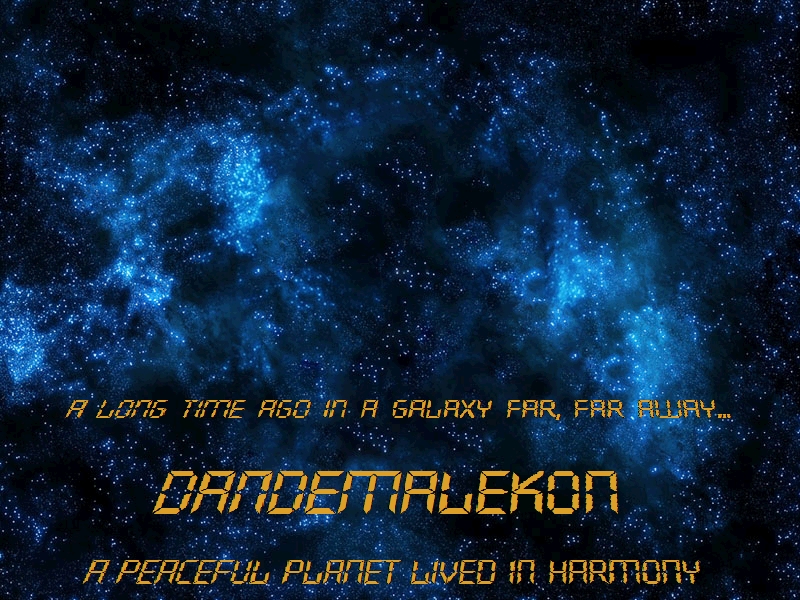 A LONG TIME AGO IN A GALAXY FAR, FAR AWAY...
DANDEMALEKON
A PEACEFUL PLANET LIVED IN HARMONY